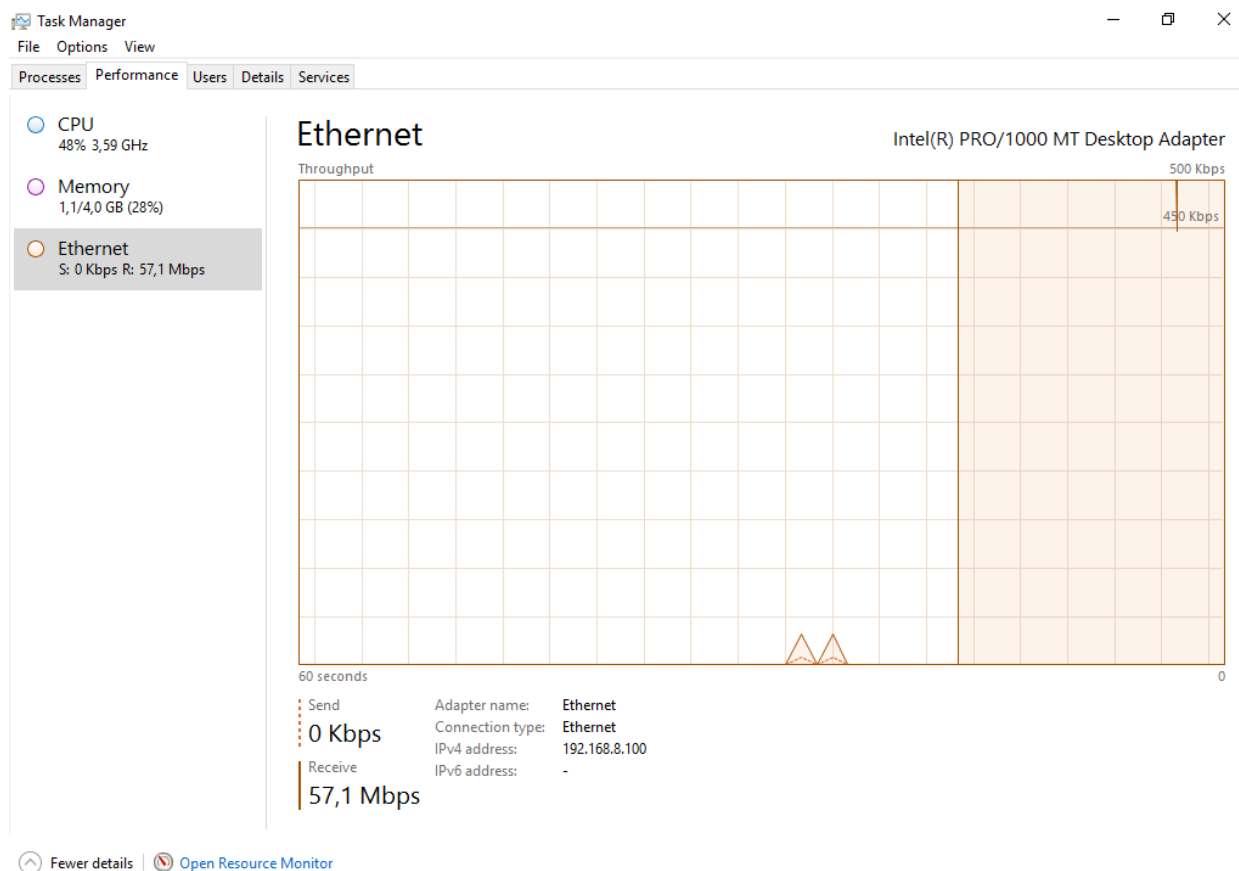 Task Manager
File Options View
Processes Performance Users Details Services
CPU
48% 3,59 GHz
Memory
1,1/4,0 GB (28%)
Ethernet
S: 0 Kbps R: 57,1 Mbps
Ethernet
Intel(R) PRO/1000 MT Desktop Adapter
Throughput
500 Kbps
450 Kbps
60 seconds
0
Send
0 Kbps
Receive
57,1 Mbps
Adapter name: Ethernet
Connection type: Ethernet
IPv4 address: 192.168.8.100
IPv6 address: -
Fewer details
Open Resource Monitor